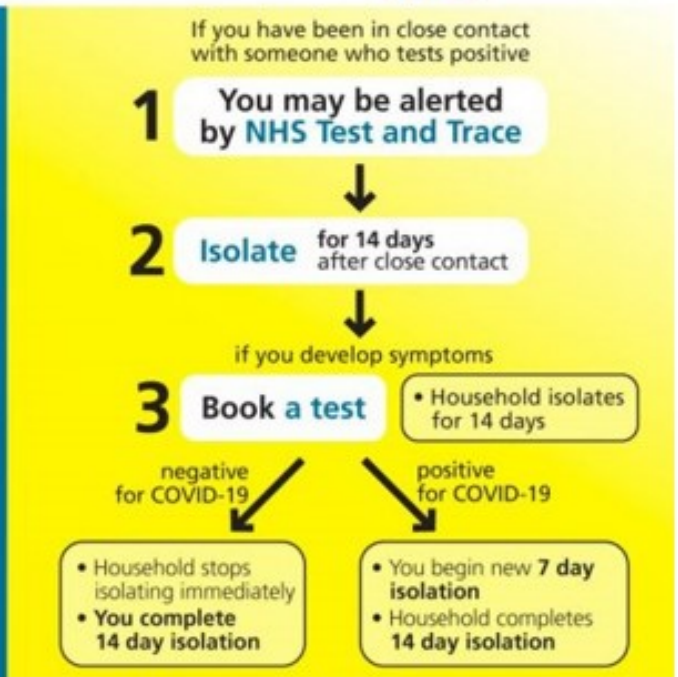 If you have been in close contact
with someone who tests positive
1
You may be alerted
by NHS Test and Trace
2
Isolate for 14 days
after close contact
if you develop symptoms
3
Book a test
• Household isolates
for 14 days
negative
for COVID-19
positive
for COVID-19
• Household stops
isolating immediately
• You complete
14 day isolation
• You begin new 7 day
isolation
• Household completes
14 day isolation